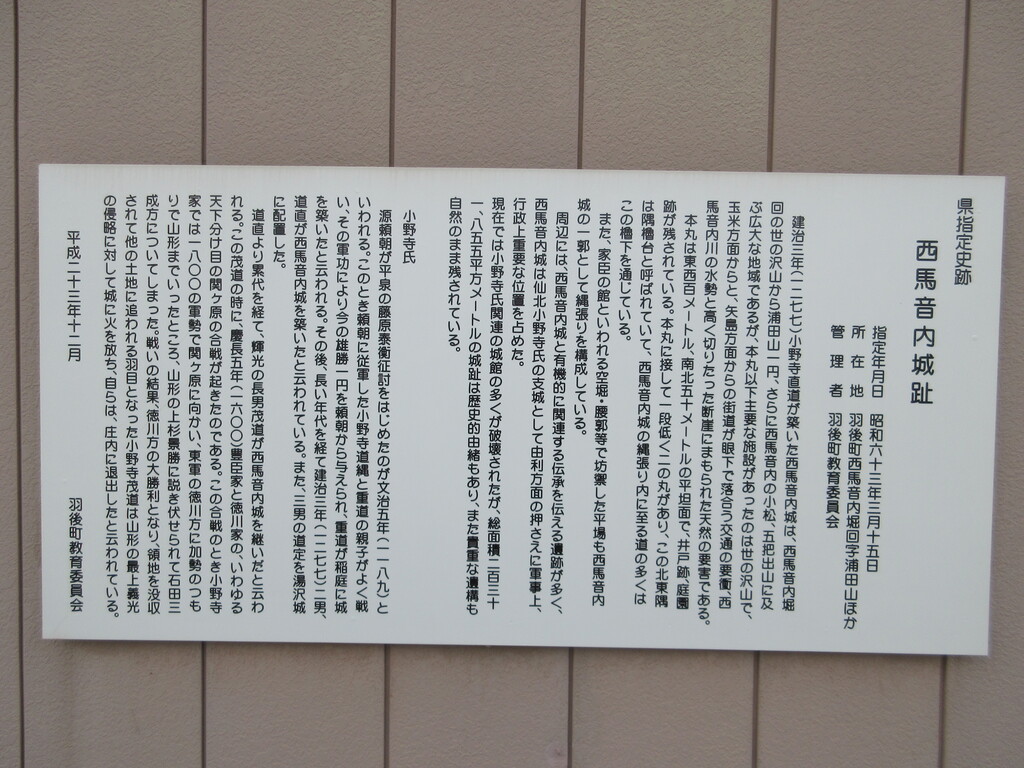 県指定史跡
西馬音内城趾
指定年月日　昭和六十三年三月十五日
所在地　羽後町西馬音内堀回字浦田山ほか
管理者　羽後町教育委員会
建治三年(一二七七)小野寺直道が築いた西馬音内城は、西馬音内堀
回の世の沢山から浦田山一円、さらに西馬音内の小松、五把出山に及
ぶ広大な地域であるが、本丸以下主要な施設があったのは世の沢山で、
玉米方面からと、矢島方面からの街道が眼下で落合う交通の要衝、西
馬音内川の水勢と高く切りたった断崖にまもられた天然の要害である。
本丸は東西百メートル、南北五十メートルの平坦面で、井戸跡、庭園
跡が残されている。本丸に接して一段低く二の丸があり、この北東隅
は隅櫓台と呼ばれていて、西馬音内城の縄張り内に至る道の多くは
この櫓下を通じている。
また、家臣の館といわれる空堀・腰郭等で坊禦した平場も西馬音内
城の一郭として縄張りを構成している。
周辺には、西馬音内城と有機的に関連する伝承を伝える遺跡が多く、
西馬音内城は仙北小野寺氏の支城として由利方面の押さえに軍事上、
行政上重要な位置を占めた。
現在では小野寺氏関連の城館の多くが破壊されたが、総面積二百三十
一、八五五平方メートルの城趾は歴史的由緒もあり、また貴重な遺構も
自然のまま残されている。
小野寺氏
源頼朝が平泉の藤原泰衡征討をはじめたのが文治五年(一一八九)と
いわれる。このとき頼朝に従軍した小野寺道縄と重道の親子がよく戦
い、その軍功により今の雄勝一円を頼朝から与えられ、重道が稲庭に城
を築いたと云われる。その後、長い年代を経て建治三年(一二七七)二男、
道直が西馬音内城を築いたと云われている。また、三男の道定を湯沢城
に配置した。
道直より累代を経て、輝光の長男茂道が西馬音内城を継いだと云わ
れる。この茂道の時に、慶長五年(一六〇〇)豊臣家と徳川家の、いわゆる
天下分け目の関ヶ原の合戦が起きたのである。この合戦のとき小野寺
家では一八〇〇の軍勢で関ヶ原に向かい、東軍の徳川方に加勢のつも
りで山形までいったところ、山形の上杉景勝に説き伏せられて石田三
成方についてしまった。戦いの結果、徳川方の大勝利となり、領地を没収
されて他の土地に追われる羽目となった小野寺茂道は山形の最上義光
の侵略に対して城に火を放ち、自らは、庄内に退出したと云われている。
平成二十三年十二月　羽後町教育委員会